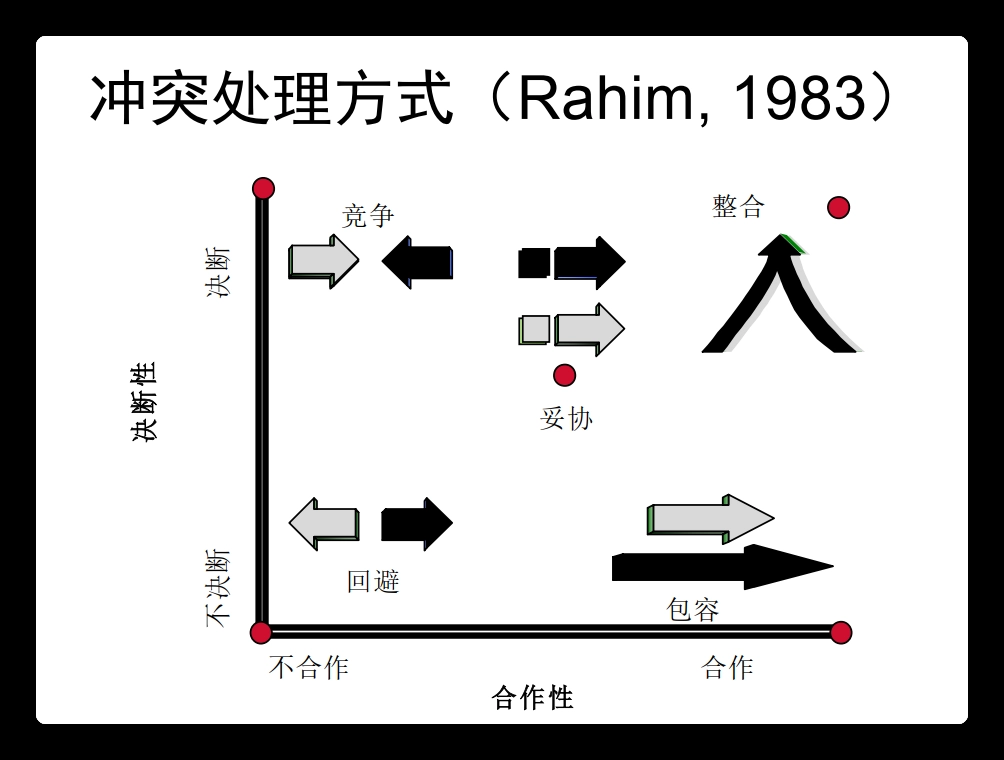 冲突处理方式（Rahim, 1983）
竞争
整合
决断
决断性
妥协
不决断
回避
包容
不合作
合作
合作性